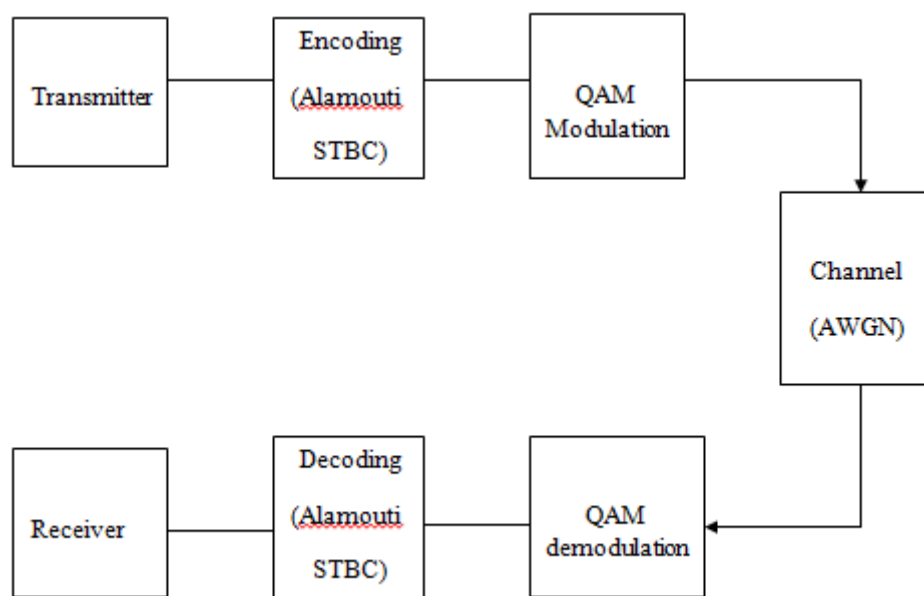 Transmitter
Encoding
(Alamouti
STBC)
QAM
Modulation
Channel
(AWGN)
Receiver
Decoding
(Alamouti
STBC)
QAM
demodulation